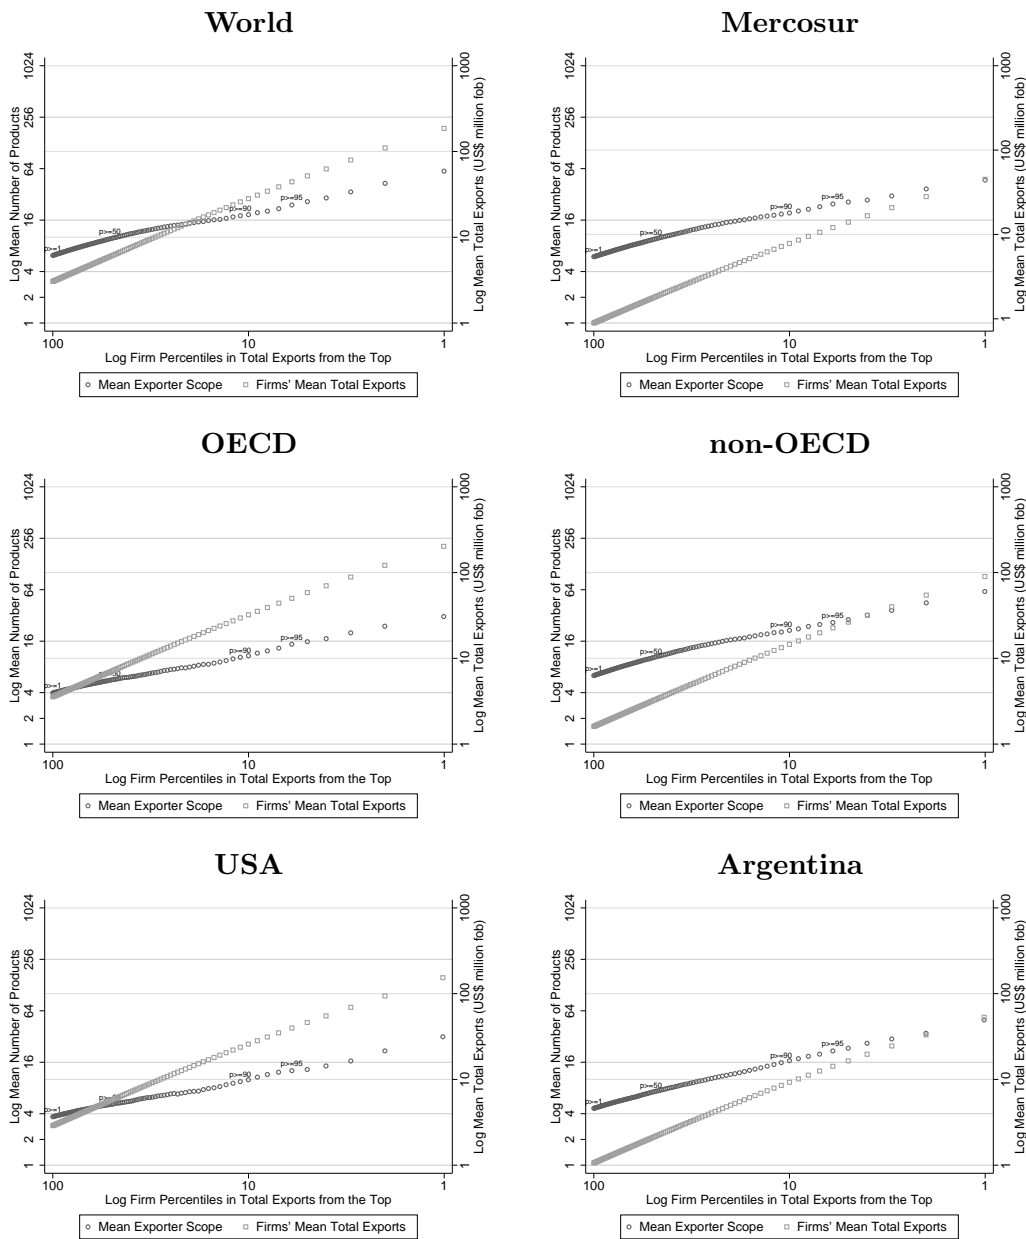 World
Log Mean Number of Products
1024
256
64
16
4
2
1
1000
100
10
1
Log Mean Total Exports (US$ million fob)
p>=1
p>=50
p>=90
p>=95
100
10
1
Log Firm Percentiles in Total Exports from the Top
Mean Exporter Scope
Firms' Mean Total Exports
Mercosur
Log Mean Number of Products
1024
256
64
16
4
2
1
1000
100
10
1
Log Mean Total Exports (US$ million fob)
p>=1
p>=50
p>=90
p>=95
100
10
1
Log Firm Percentiles in Total Exports from the Top
Mean Exporter Scope
Firms' Mean Total Exports
OECD
Log Mean Number of Products
1024
256
64
16
4
2
1
1000
100
10
1
Log Mean Total Exports (US$ million fob)
p>=1
p>=50
p>=90
p>=95
100
10
1
Log Firm Percentiles in Total Exports from the Top
Mean Exporter Scope
Firms' Mean Total Exports
non-OECD
Log Mean Number of Products
1024
256
64
16
4
2
1
1000
100
10
1
Log Mean Total Exports (US$ million fob)
p>=1
p>=50
p>=90
p>=95
100
10
1
Log Firm Percentiles in Total Exports from the Top
Mean Exporter Scope
Firms' Mean Total Exports
USA
Log Mean Number of Products
1024
256
64
16
4
2
1
1000
100
10
1
Log Mean Total Exports (US$ million fob)
p>=1
p>=90
p>=95
100
10
1
Log Firm Percentiles in Total Exports from the Top
Mean Exporter Scope
Firms' Mean Total Exports
Argentina
Log Mean Number of Products
1024
256
64
16
4
2
1
1000
100
10
1
Log Mean Total Exports (US$ million fob)
p>=1
p>=50
p>=90
p>=95
100
10
1
Log Firm Percentiles in Total Exports from the Top
Mean Exporter Scope
Firms' Mean Total Exports